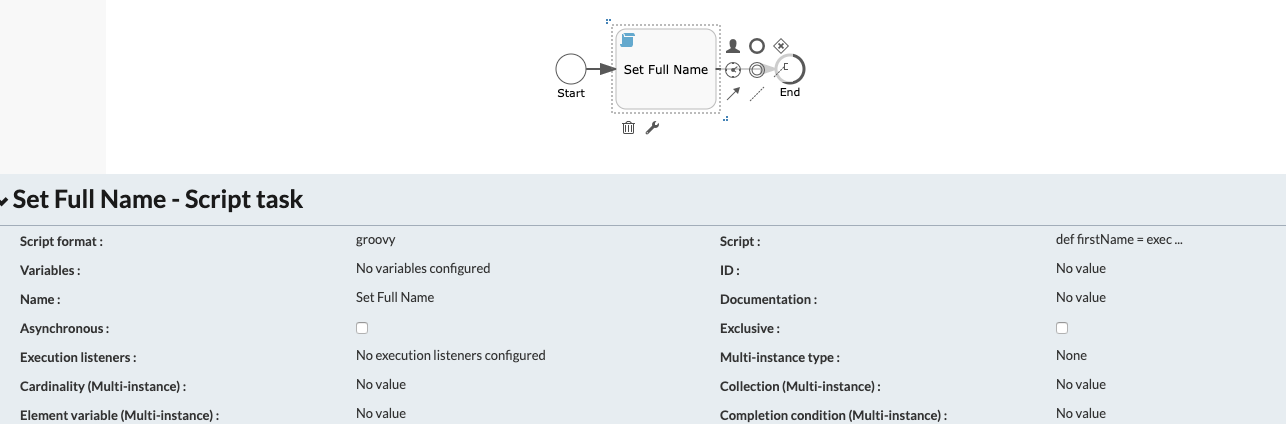 Set Full Name
Start
End
Set Full Name - Script task
Script format : groovy Script : def firstName = exec ...
Variables : No variables configured ID : No value
Name : Set Full Name Documentation : No value
Asynchronous : Exclusive :
Execution listeners : No execution listeners configured Multi-instance type : None
Cardinality (Multi-instance) : No value Collection (Multi-instance) : No value
Element variable (Multi-instance) : No value Completion condition (Multi-instance) : No value